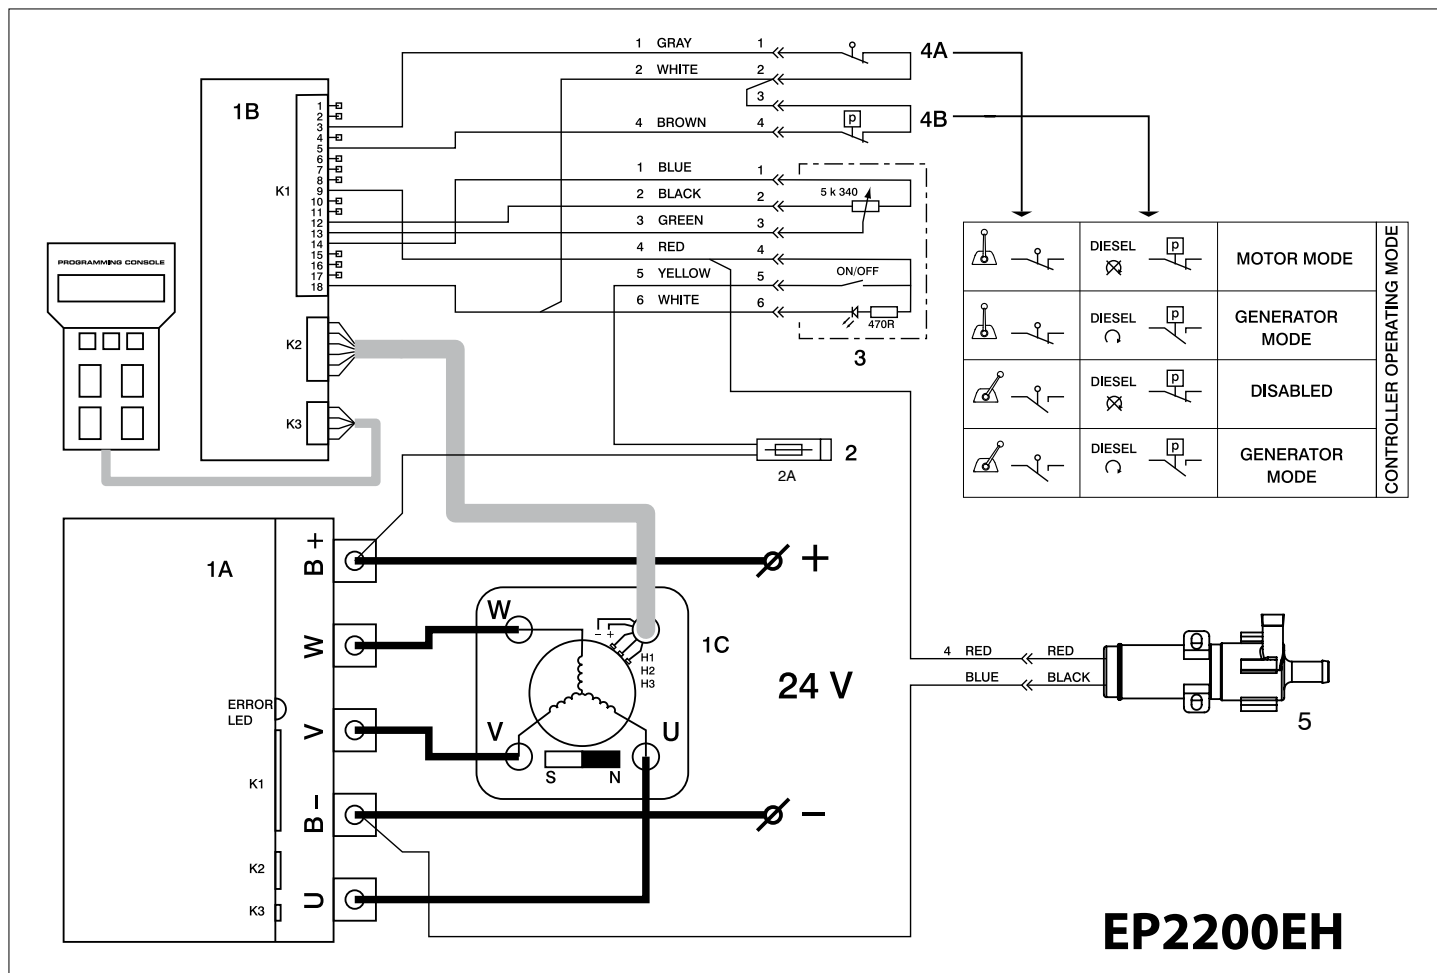 1 GRAY 1
2 WHITE 2
3
4 BROWN 4
4A
4B
1B
K1
1
2
3
4
5
6
7
8
9
10
11
12
13
14
15
16
17
18
K2
K3
P
1 BLUE 1
2 BLACK 2
3 GREEN 3
4 RED 4
5 YELLOW 5
6 WHITE 6
5 k 340
ON/OFF
470R
3
PROGRAMMING CONSOLE
2
2A
DIESEL P MOTOR MODE
DIESEL P GENERATOR MODE
DIESEL P DISABLED
DIESEL P GENERATOR MODE
CONTROLLER OPERATING MODE
1A
B +
W
V
B –
U
ERROR LED
K1
K2
K3
+
–
W
V
U
– +
H1
H2
H3
S N
1C
24 V
4 RED RED
BLUE BLACK
5
EP2200EH